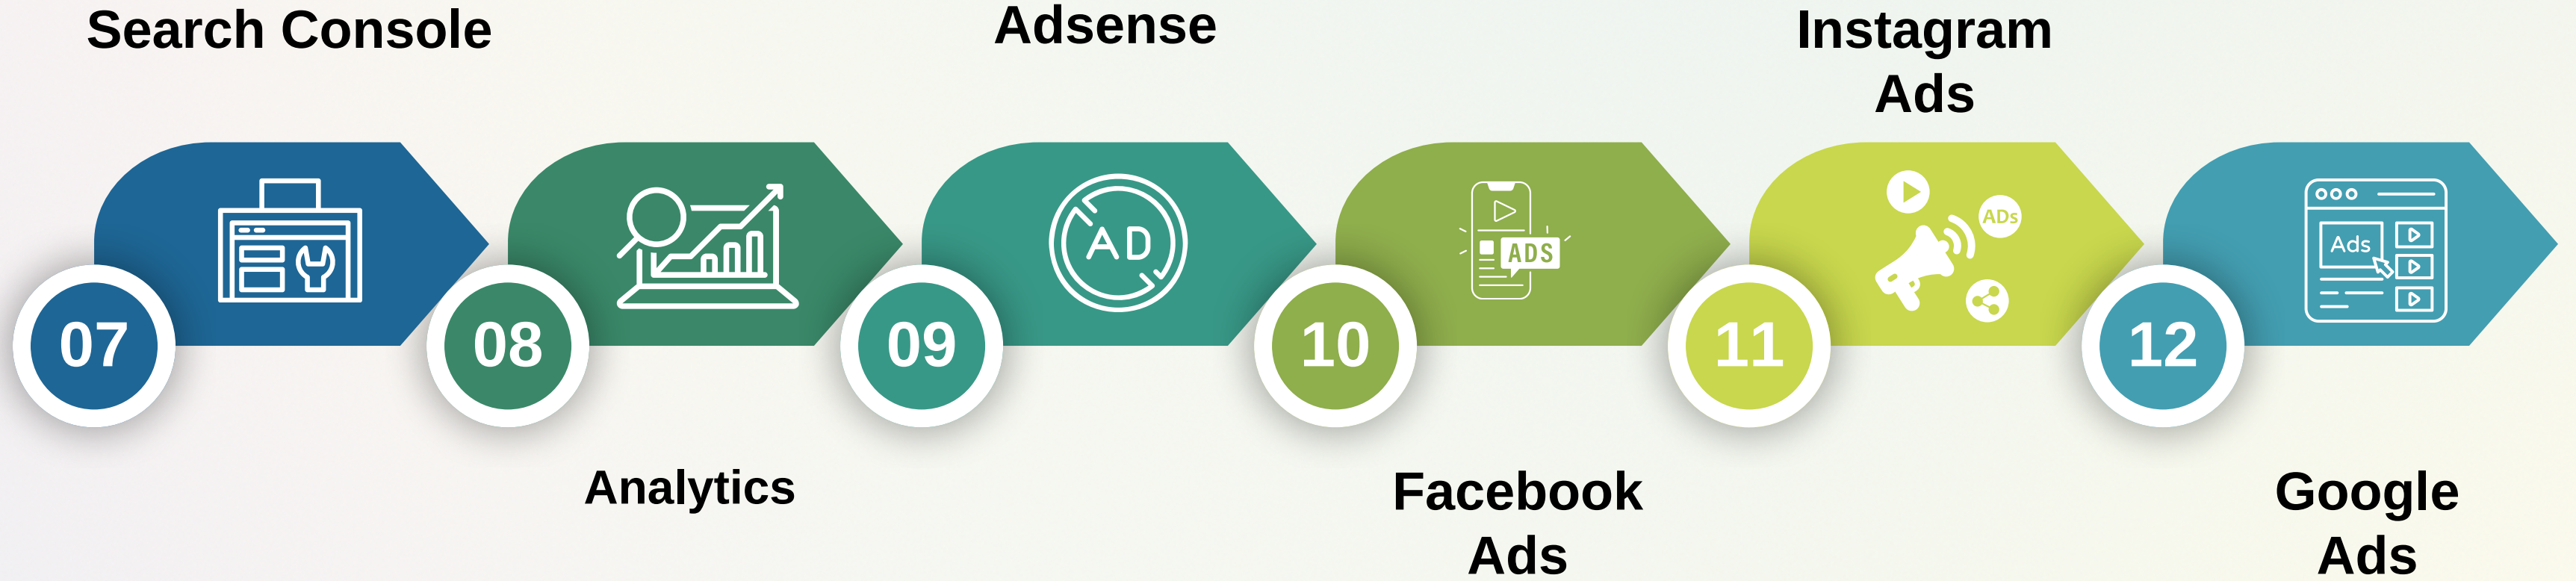 Search Console
Adsense
Instagram
Ads
AD
ADS
ADs
Ads
07
08
09
10
11
12
Analytics
Facebook
Ads
Google
Ads